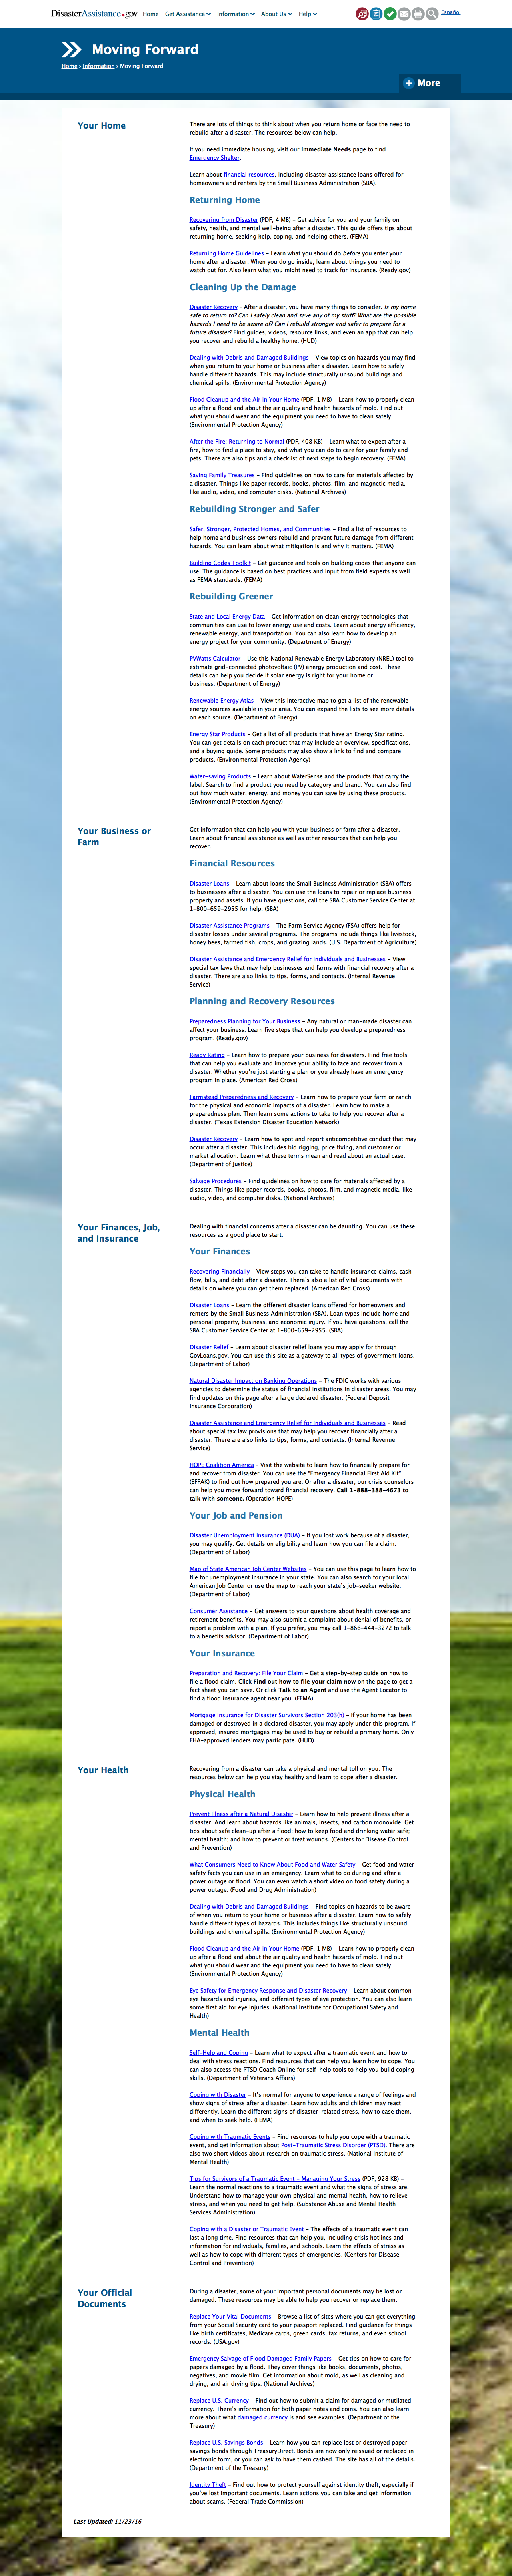 DisasterAssistance.gov
Home Get Assistance Information About Us Help
Español
Moving Forward
Home › Information › Moving Forward
More
Your Home
There are lots of things to think about when you return home or face the need to
rebuild after a disaster. The resources below can help.
If you need immediate housing, visit our Immediate Needs page to find
Emergency Shelter.
Learn about financial resources, including disaster assistance loans offered for
homeowners and renters by the Small Business Administration (SBA).
Returning Home
Recovering from Disaster (PDF, 4 MB) - Get advice for you and your family on
safety, health, and mental well-being after a disaster. This guide offers tips about
returning home, seeking help, coping, and helping others. (FEMA)
Returning Home Guidelines - Learn what you should do before you enter your
home after a disaster. When you do go inside, learn about things you need to
watch out for. Also learn what you might need to track for insurance. (Ready.gov)
Cleaning Up the Damage
Disaster Recovery - After a disaster, you have many things to consider. Is my home
safe to return to? Can I safely clean and save any of my stuff? What are the possible
hazards I need to be aware of? Can I rebuild stronger and safer to prepare for a
future disaster? Find guides, videos, resource links, and even an app that can help
you recover and rebuild a healthy home. (HUD)
Dealing with Debris and Damaged Buildings - View topics on hazards you may find
when you return to your home or business after a disaster. Learn how to safely
handle different hazards. This may include structurally unsound buildings and
chemical spills. (Environmental Protection Agency)
Flood Cleanup and the Air in Your Home (PDF, 1 MB) - Learn how to properly clean
up after a flood and about the air quality and health hazards of mold. Find out
what you should wear and the equipment you need to have to clean safely.
(Environmental Protection Agency)
After the Fire: Returning to Normal (PDF, 408 KB) - Learn what to expect after a
fire, how to find a place to stay, and what you can do to care for your family and
pets. There are also tips and a checklist of next steps to begin recovery. (FEMA)
Saving Family Treasures - Find guidelines on how to care for materials affected by
a disaster. Things like paper records, books, photos, film, and magnetic media,
like audio, video, and computer disks. (National Archives)
Rebuilding Stronger and Safer
Safer, Stronger, Protected Homes, and Communities - Find a list of resources to
help home and business owners rebuild and prevent future damage from different
hazards. You can learn about what mitigation is and why it matters. (FEMA)
Building Codes Toolkit - Get guidance and tools on building codes that anyone can
use. The guidance is based on best practices and input from field experts as well
as FEMA standards. (FEMA)
Rebuilding Greener
State and Local Energy Data - Get information on clean energy technologies that
communities can use to lower energy use and costs. Learn about energy efficiency,
renewable energy, and transportation. You can also learn how to develop an
energy project for your community. (Department of Energy)
PVWatts Calculator - Use this National Renewable Energy Laboratory (NREL) tool to
estimate grid-connected photovoltaic (PV) energy production and cost. These
details can help you decide if solar energy is right for your home or
business. (Department of Energy)
Renewable Energy Atlas - View this interactive map to get a list of the renewable
energy sources available in your area. You can expand the lists to see more details
on each source. (Department of Energy)
Energy Star Products - Get a list of all products that have an Energy Star rating.
You can get details on each product that may include an overview, specifications,
and a buying guide. Some products may also show a link to find and compare
products. (Environmental Protection Agency)
Water-saving Products - Learn about WaterSense and the products that carry the
label. Search to find a product you need by category and brand. You can also find
out how much water, energy, and money you can save by using these products.
(Environmental Protection Agency)
Your Business or
Farm
Get information that can help you with your business or farm after a disaster.
Learn about financial assistance as well as other resources that can help you
recover.
Financial Resources
Disaster Loans - Learn about loans the Small Business Administration (SBA) offers
to businesses after a disaster. You can use the loans to repair or replace business
property and assets. If you have questions, call the SBA Customer Service Center at
1-800-659-2955 for help. (SBA)
Disaster Assistance Programs - The Farm Service Agency (FSA) offers help for
disaster losses under several programs. The programs include things like livestock,
honey bees, farmed fish, crops, and grazing lands. (U.S. Department of Agriculture)
Disaster Assistance and Emergency Relief for Individuals and Businesses - View
special tax laws that may help businesses and farms with financial recovery after a
disaster. There are also links to tips, forms, and contacts. (Internal Revenue
Service)
Planning and Recovery Resources
Preparedness Planning for Your Business - Any natural or man-made disaster can
affect your business. Learn five steps that can help you develop a preparedness
program. (Ready.gov)
Ready Rating - Learn how to prepare your business for disasters. Find free tools
that can help you evaluate and improve your ability to face and recover from a
disaster. Whether you're just starting a plan or you already have an emergency
program in place. (American Red Cross)
Farmstead Preparedness and Recovery - Learn how to prepare your farm or ranch
for the physical and economic impacts of a disaster. Learn how to make a
preparedness plan. Then learn some actions to take to help you recover after a
disaster. (Texas Extension Disaster Education Network)
Disaster Recovery - Learn how to spot and report anticompetitive conduct that may
occur after a disaster. This includes bid rigging, price fixing, and customer or
market allocation. Learn what these terms mean and read about an actual case.
(Department of Justice)
Salvage Procedures - Find guidelines on how to care for materials affected by a
disaster. Things like paper records, books, photos, film, and magnetic media, like
audio, video, and computer disks. (National Archives)
Your Finances, Job,
and Insurance
Dealing with financial concerns after a disaster can be daunting. You can use these
resources as a good place to start.
Your Finances
Recovering Financially - View steps you can take to handle insurance claims, cash
flow, bills, and debt after a disaster. There's also a list of vital documents with
details on where you can get them replaced. (American Red Cross)
Disaster Loans - Learn the different disaster loans offered for homeowners and
renters by the Small Business Administration (SBA). Loan types include home and
personal property, business, and economic injury. If you have questions, call the
SBA Customer Service Center at 1-800-659-2955. (SBA)
Disaster Relief - Learn about disaster relief loans you may apply for through
GovLoans.gov. You can use this site as a gateway to all types of government loans.
(Department of Labor)
Natural Disaster Impact on Banking Operations - The FDIC works with various
agencies to determine the status of financial institutions in disaster areas. You may
find updates on this page after a large declared disaster. (Federal Deposit
Insurance Corporation)
Disaster Assistance and Emergency Relief for Individuals and Businesses - Read
about special tax law provisions that may help you recover financially after a
disaster. There are also links to tips, forms, and contacts. (Internal Revenue
Service)
HOPE Coalition America - Visit the website to learn how to financially prepare for
and recover from disaster. You can use the "Emergency Financial First Aid Kit"
(EFFAK) to find out how prepared you are. Or after a disaster, our crisis counselors
can help you move forward toward financial recovery. Call 1-888-388-4673 to
talk with someone. (Operation HOPE)
Your Job and Pension
Disaster Unemployment Insurance (DUA) - If you lost work because of a disaster,
you may qualify. Get details on eligibility and learn how you can file a claim.
(Department of Labor)
Map of State American Job Center Websites - You can use this page to learn how to
file for unemployment insurance in your state. You can also search for your local
American Job Center or use the map to reach your state's job-seeker website.
(Department of Labor)
Consumer Assistance - Get answers to your questions about health coverage and
retirement benefits. You may also submit a complaint about denial of benefits, or
report a problem with a plan. If you prefer, you may call 1-866-444-3272 to talk
to a benefits advisor. (Department of Labor)
Your Insurance
Preparation and Recovery: File Your Claim - Get a step-by-step guide on how to
file a flood claim. Click Find out how to file your claim now on the page to get a
fact sheet you can save. Or click Talk to an Agent and use the Agent Locator to
find a flood insurance agent near you. (FEMA)
Mortgage Insurance for Disaster Survivors Section 203(h) - If your home has been
damaged or destroyed in a declared disaster, you may apply under this program. If
approved, insured mortgages may be used to buy or rebuild a primary home. Only
FHA-approved lenders may participate. (HUD)
Your Health
Recovering from a disaster can take a physical and mental toll on you. The
resources below can help you stay healthy and learn to cope after a disaster.
Physical Health
Prevent Illness after a Natural Disaster - Learn how to help prevent illness after a
disaster. And learn about hazards like animals, insects, and carbon monoxide. Get
tips about safe clean-up after a flood; how to keep food and drinking water safe;
mental health; and how to prevent or treat wounds. (Centers for Disease Control
and Prevention)
What Consumers Need to Know About Food and Water Safety - Get food and water
safety facts you can use in an emergency. Learn what to do during and after a
power outage or flood. You can even watch a short video on food safety during a
power outage. (Food and Drug Administration)
Dealing with Debris and Damaged Buildings - Find topics on hazards to be aware
of when you return to your home or business after a disaster. Learn how to safely
handle different types of hazards. This includes things like structurally unsound
buildings and chemical spills. (Environmental Protection Agency)
Flood Cleanup and the Air in Your Home (PDF, 1 MB) - Learn how to properly clean
up after a flood and about the air quality and health hazards of mold. Find out
what you should wear and the equipment you need to have to clean safely.
(Environmental Protection Agency)
Eye Safety for Emergency Response and Disaster Recovery - Learn about common
eye hazards and injuries, and different types of eye protection. You can also learn
some first aid for eye injuries. (National Institute for Occupational Safety and
Health)
Mental Health
Self-Help and Coping - Learn what to expect after a traumatic event and how to
deal with stress reactions. Find resources that can help you learn how to cope. You
can also access the PTSD Coach Online for self-help tools to help you build coping
skills. (Department of Veterans Affairs)
Coping with Disaster - It's normal for anyone to experience a range of feelings and
show signs of stress after a disaster. Learn how adults and children may react
differently. Learn the different signs of disaster-related stress, how to ease them,
and when to seek help. (FEMA)
Coping with Traumatic Events - Find resources to help you cope with a traumatic
event, and get information about Post-Traumatic Stress Disorder (PTSD). There are
also two short videos about research on traumatic stress. (National Institute of
Mental Health)
Tips for Survivors of a Traumatic Event - Managing Your Stress (PDF, 928 KB) -
Learn the normal reactions to a traumatic event and what the signs of stress are.
Understand how to manage your own physical and mental health, how to relieve
stress, and when you need to get help. (Substance Abuse and Mental Health
Services Administration)
Coping with a Disaster or Traumatic Event - The effects of a traumatic event can
last a long time. Find resources that can help you, including crisis hotlines and
information for individuals, families, and schools. Learn the effects of stress as
well as how to cope with different types of emergencies. (Centers for Disease
Control and Prevention)
Your Official
Documents
During a disaster, some of your important personal documents may be lost or
damaged. These resources may be able to help you recover or replace them.
Replace Your Vital Documents - Browse a list of sites where you can get everything
from your Social Security card to your passport replaced. Find guidance for things
like birth certificates, Medicare cards, green cards, tax returns, and even school
records. (USA.gov)
Emergency Salvage of Flood Damaged Family Papers - Get tips on how to care for
papers damaged by a flood. They cover things like books, documents, photos,
negatives, and movie film. Get information about mold, as well as cleaning and
drying, and air drying tips. (National Archives)
Replace U.S. Currency - Find out how to submit a claim for damaged or mutilated
currency. There's information for both paper notes and coins. You can also learn
more about what damaged currency is and see examples. (Department of the
Treasury)
Replace U.S. Savings Bonds - Learn how you can replace lost or destroyed paper
savings bonds through TreasuryDirect. Bonds are now only reissued or replaced in
electronic form, or you can ask to have them cashed. The site has all of the details.
(Department of the Treasury)
Identity Theft - Find out how to protect yourself against identity theft, especially if
you've lost important documents. Learn actions you can take and get information
about scams. (Federal Trade Commission)
Last Updated: 11/23/16